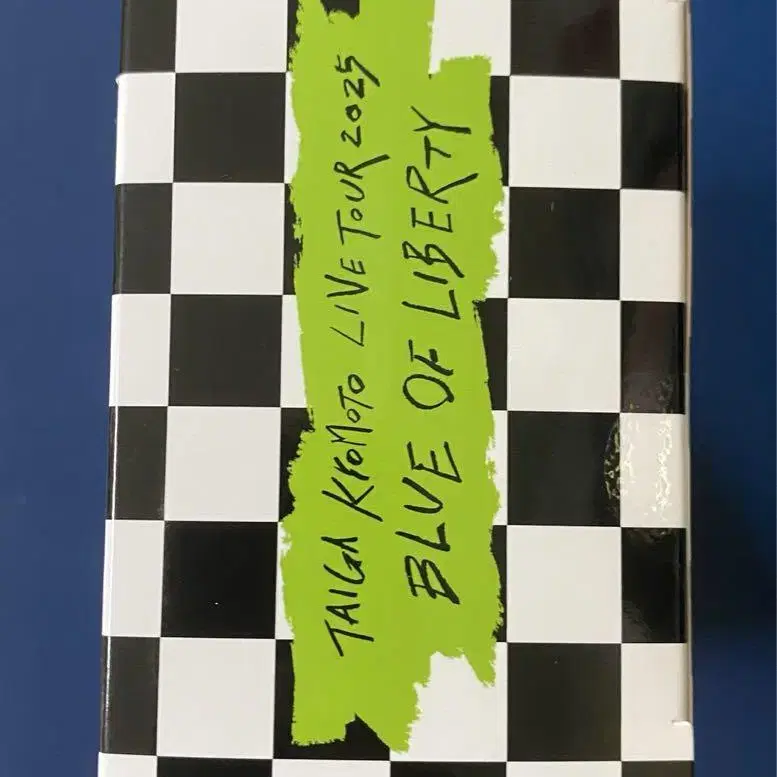 TAIGA KYOMOTO LIVE TOUR 2025
BLUE OF LIBERTY